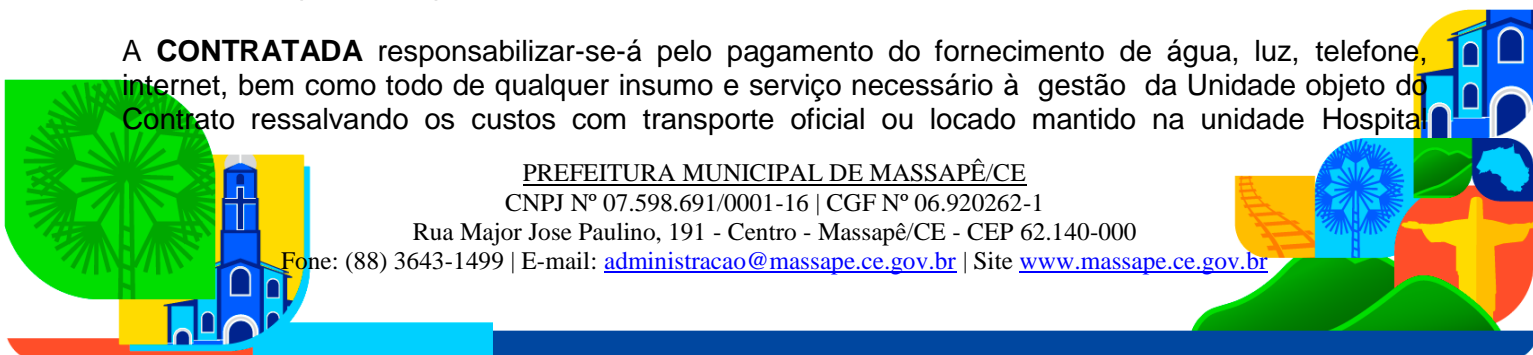 A CONTRATADA responsabilizar-se-á pelo pagamento do fornecimento de água, luz, telefone,
internet, bem como todo de qualquer insumo e serviço necessário à gestão da Unidade objeto do
Contrato ressalvando os custos com transporte oficial ou locado mantido na unidade Hospital
PREFEITURA MUNICIPAL DE MASSAPÊ/CE
CNPJ Nº 07.598.691/0001-16 | CGF Nº 06.920262-1
Rua Major Jose Paulino, 191 - Centro - Massapê/CE - CEP 62.140-000
Fone: (88) 3643-1499 | E-mail: administracao@massape.ce.gov.br | Site www.massape.ce.gov.br